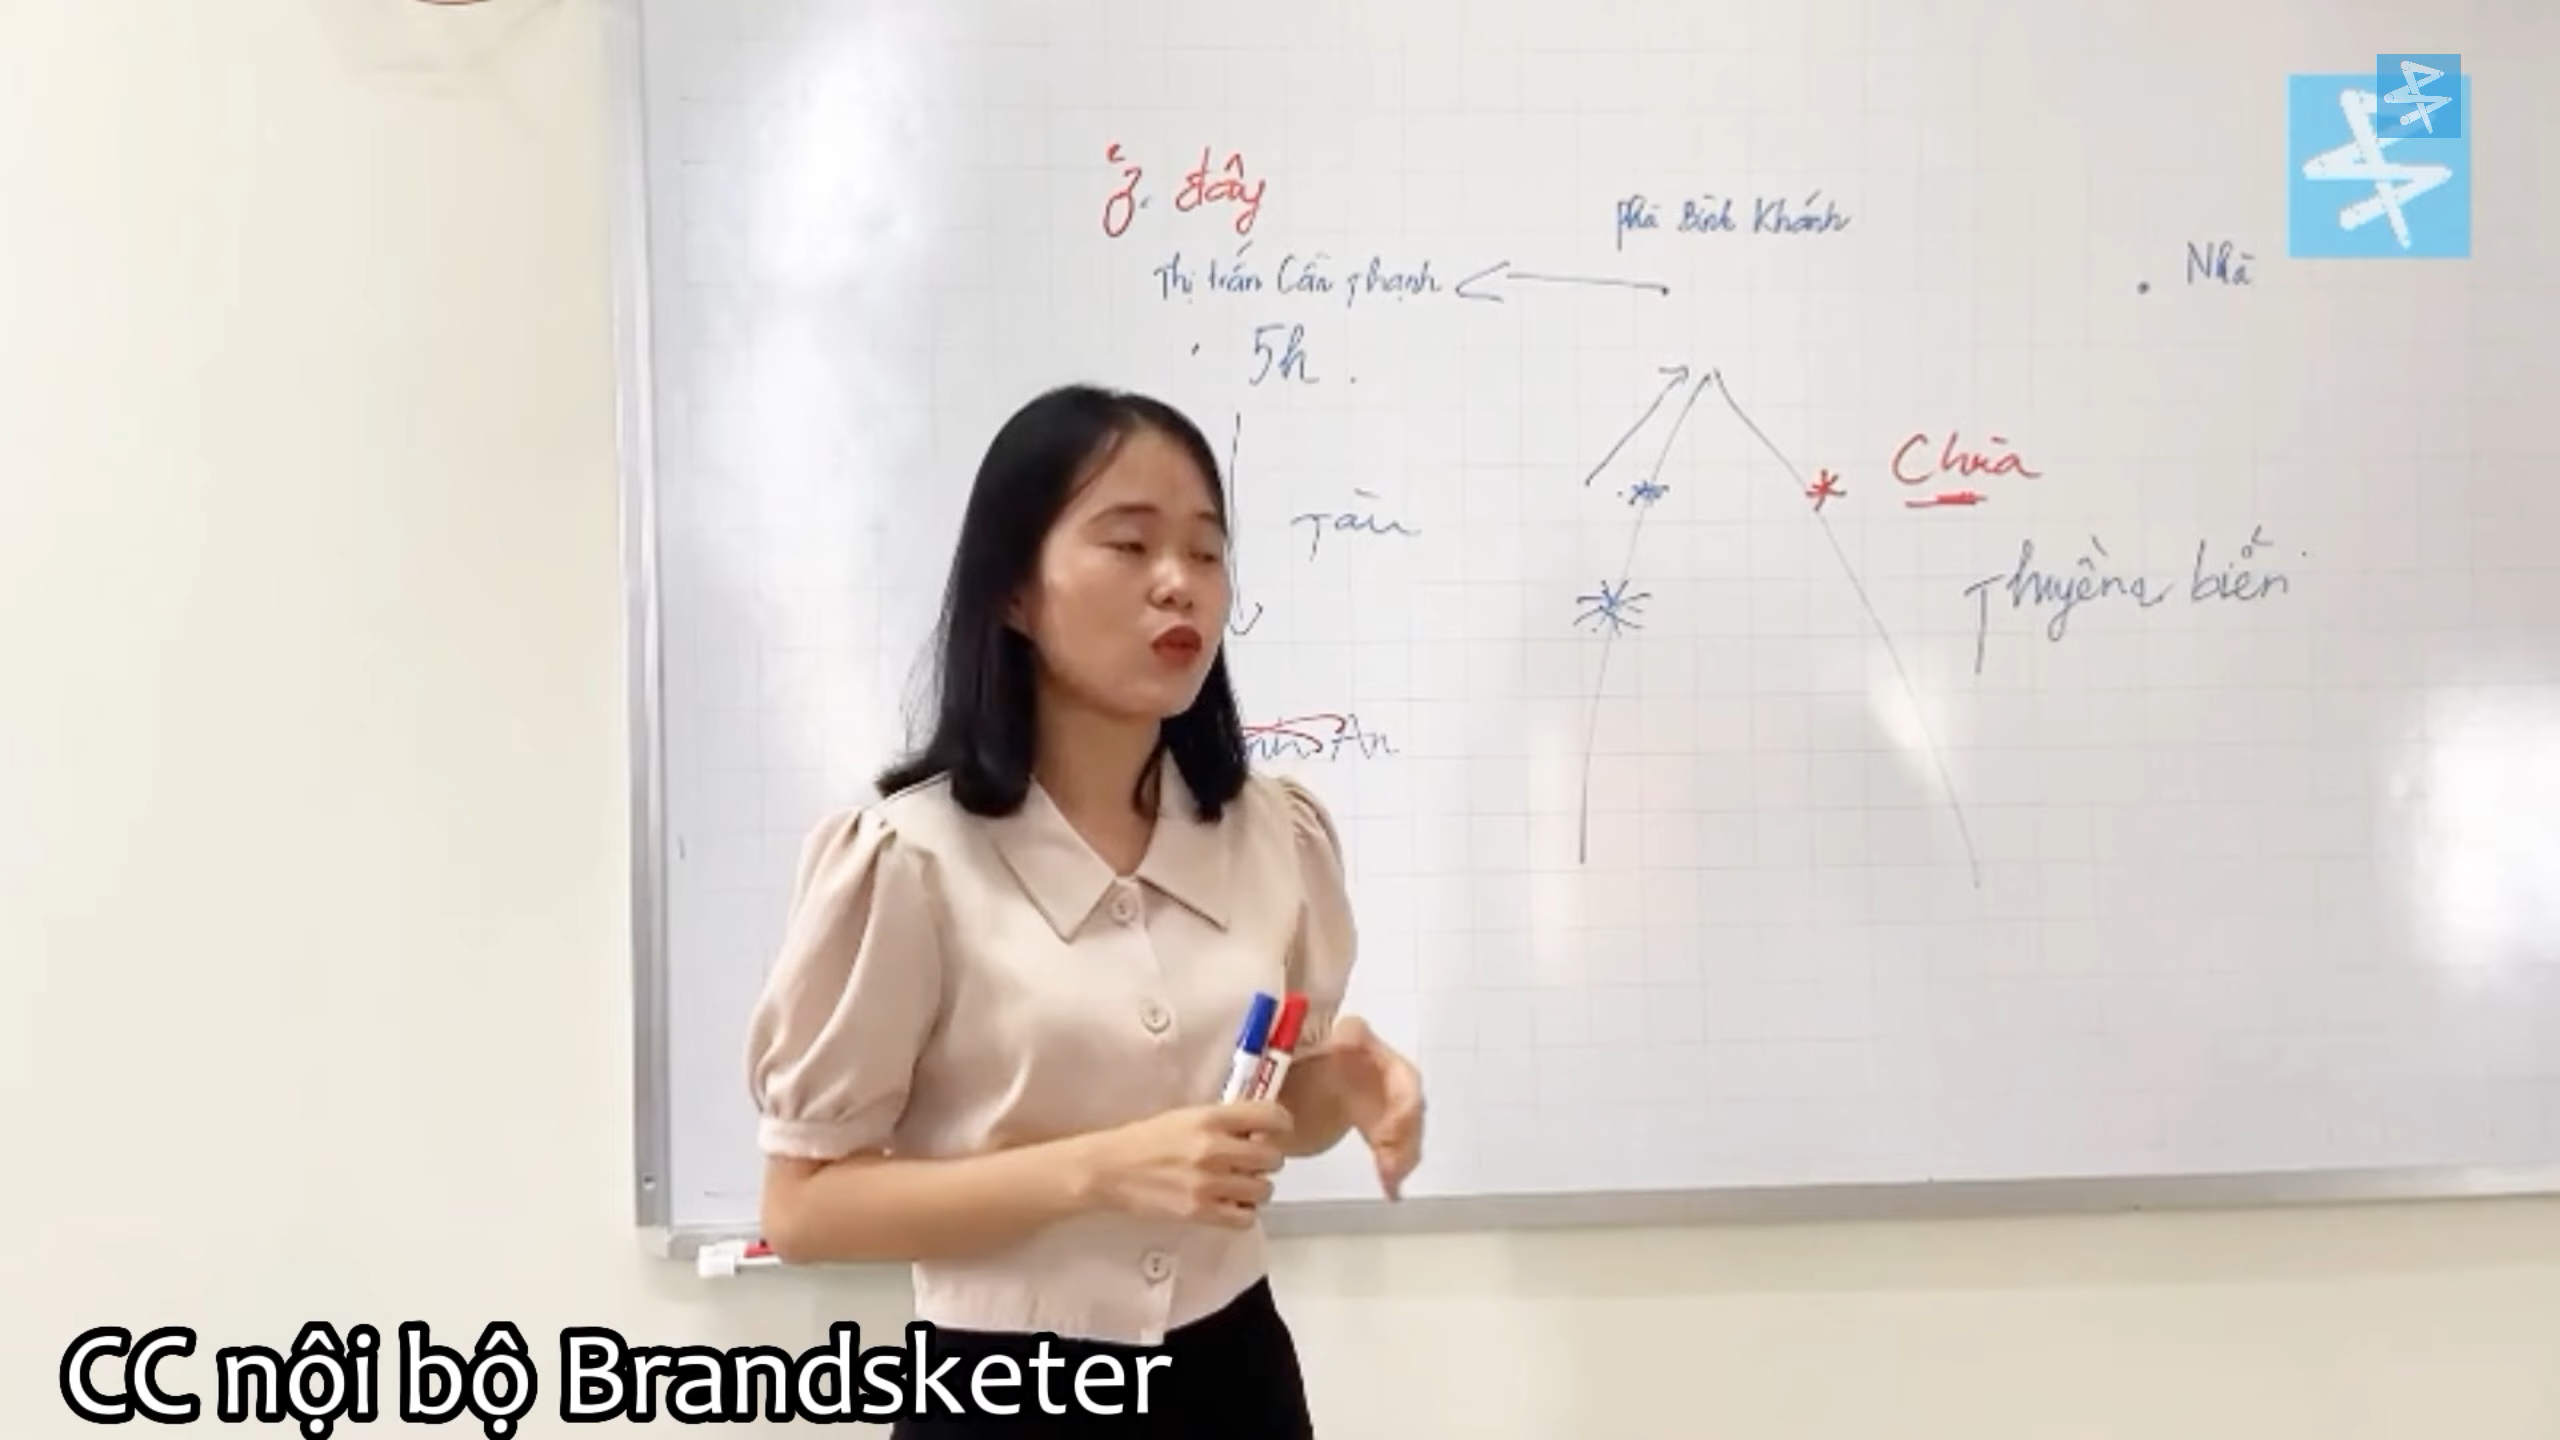 ở đây
phà Bình Khánh
Nhà
Thị trấn Cần Thạnh
5h
Chùa
Tàu
Thuyền biển
An
CC nội bộ Brandsketer